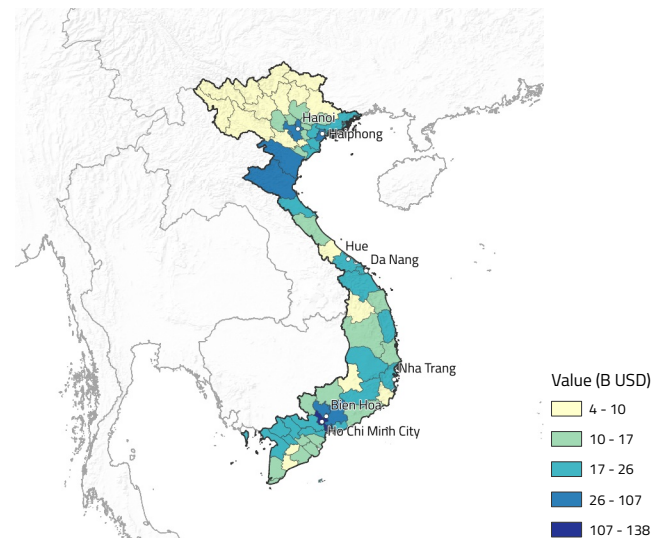 Hanoi
Haiphong
Hue
Da Nang
Nha Trang
Bien Hoa
Ho Chi Minh City
Value (B USD)
4 - 10
10 - 17
17 - 26
26 - 107
107 - 138